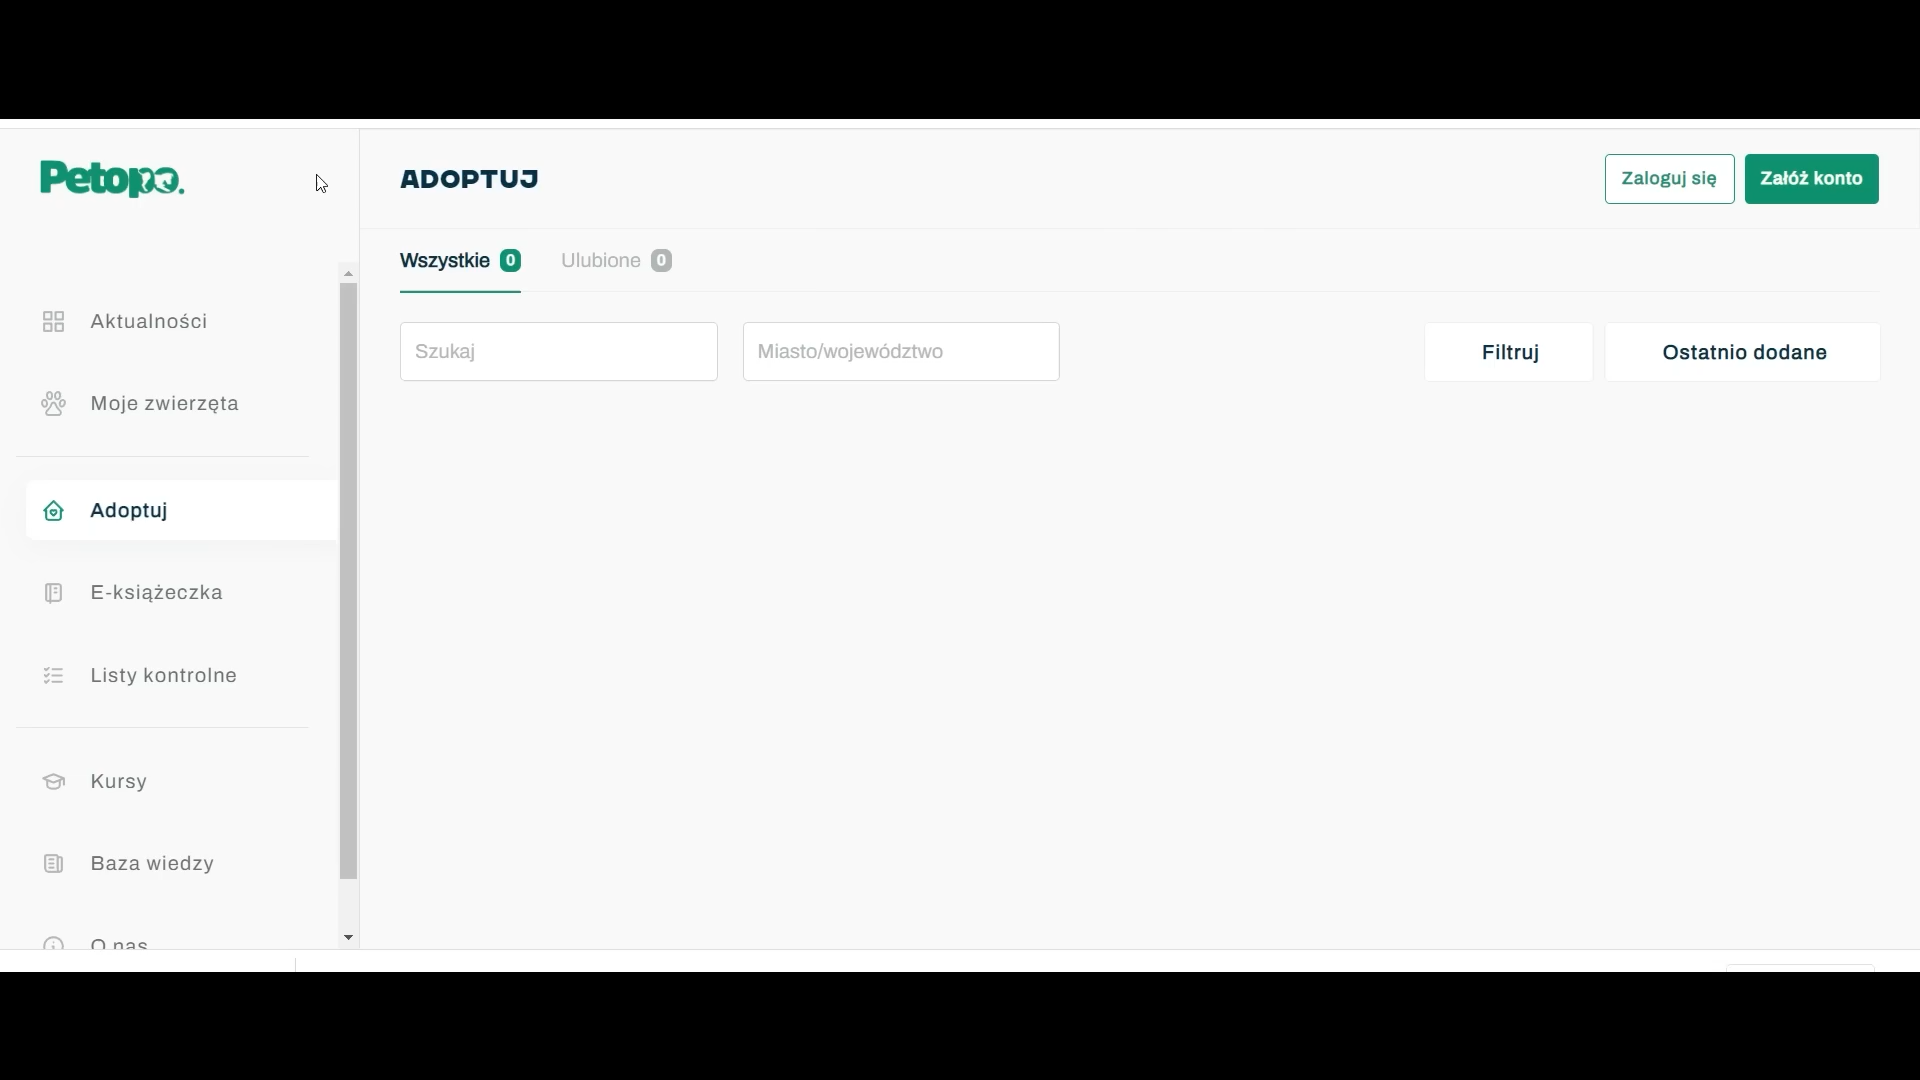 Petopo.
ADOPTUJ
Zaloguj się
Załóż konto
Wszystkie 0
Ulubione 0
Szukaj
Miasto/województwo
Filtruj
Ostatnio dodane
Aktualności
Moje zwierzęta
Adoptuj
E-książeczka
Listy kontrolne
Kursy
Baza wiedzy
O nas